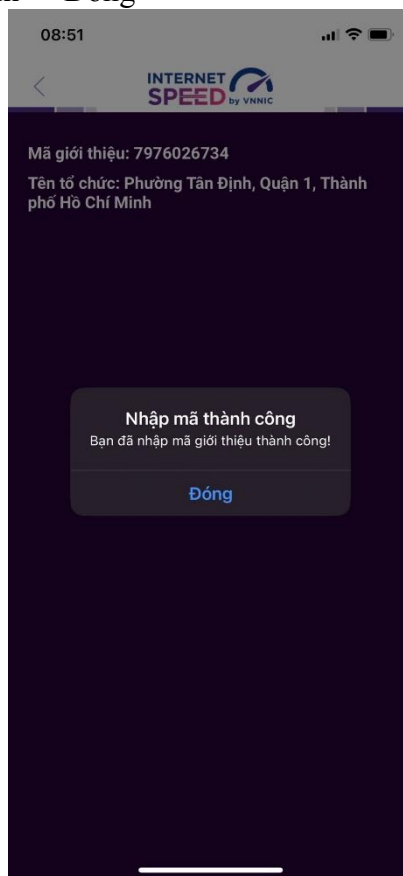 Đóng
08:51
INTERNET
SPEED by VNNIC
Mã giới thiệu: 7976026734
Tên tổ chức: Phường Tân Định, Quận 1, Thành
phố Hồ Chí Minh
Nhập mã thành công
Bạn đã nhập mã giới thiệu thành công!
Đóng